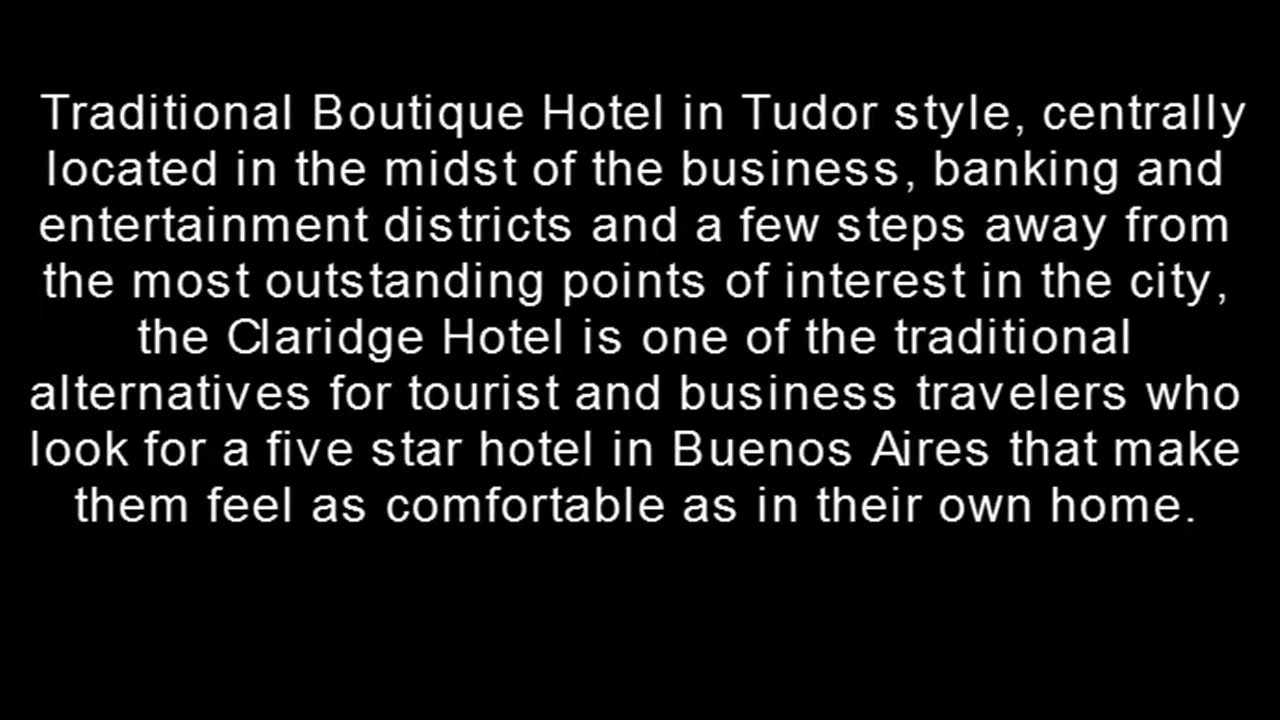 Traditional Boutique Hotel in Tudor style, centrally
located in the midst of the business, banking and
entertainment districts and a few steps away from
the most outstanding points of interest in the city,
the Claridge Hotel is one of the traditional
alternatives for tourist and business travelers who
look for a five star hotel in Buenos Aires that make
them feel as comfortable as in their own home.